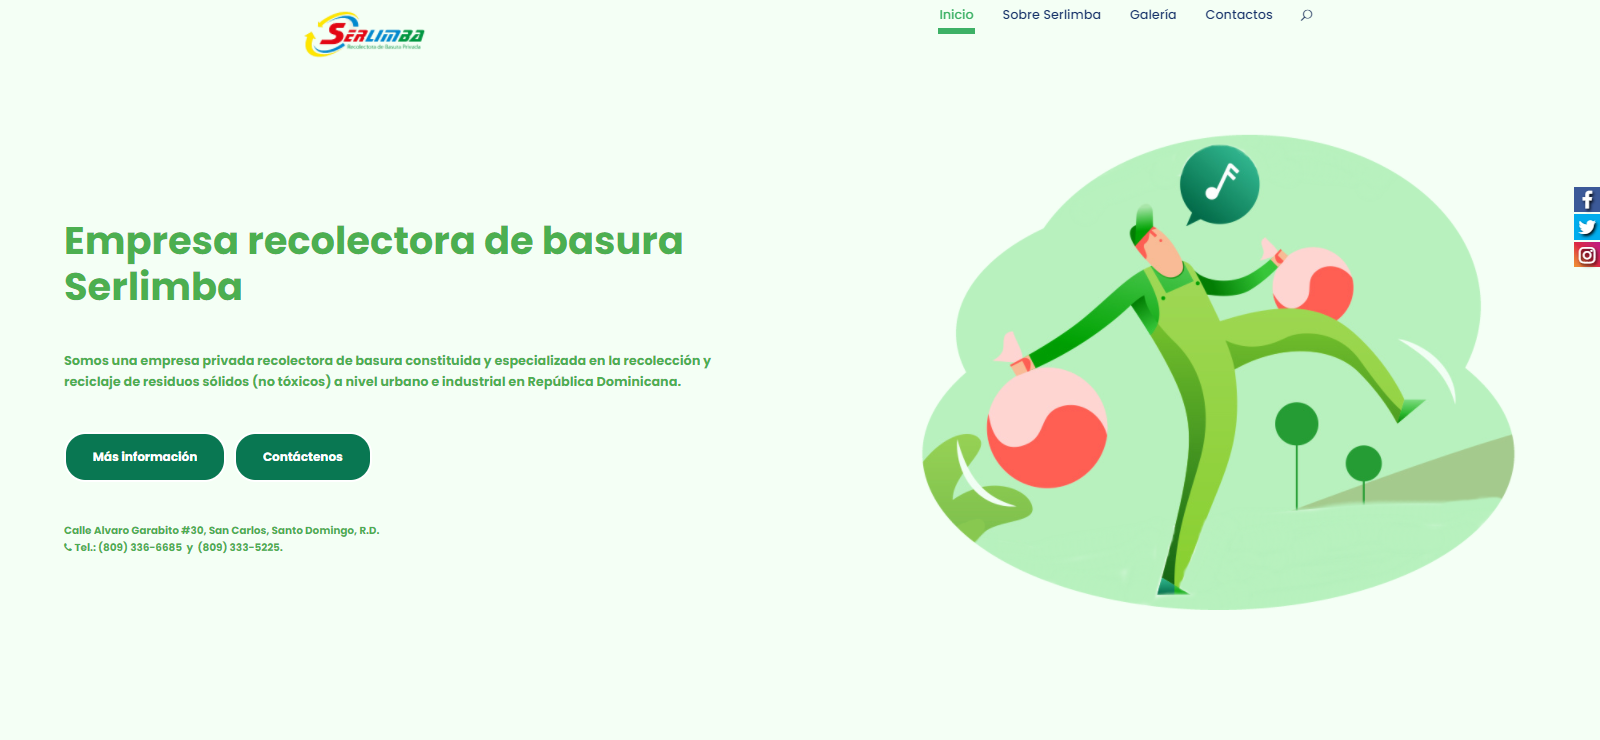 SERLIMBA
Recolectora de Basura Privada
Inicio
Sobre Serlimba
Galería
Contactos
Empresa recolectora de basura
Serlimba
Somos una empresa privada recolectora de basura constituida y especializada en la recolección y
reciclaje de residuos sólidos (no tóxicos) a nivel urbano e industrial en República Dominicana.
Más información
Contáctenos
Calle Alvaro Garabito #30, San Carlos, Santo Domingo, R.D.
Tel.: (809) 336-6685 y (809) 333-5225.